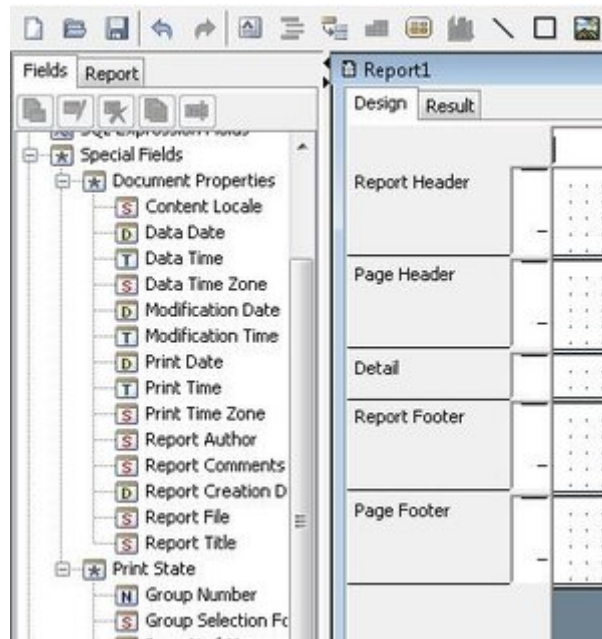 Fields Report
Special Fields
Document Properties
S Content Locale
D Data Date
T Data Time
S Data Time Zone
D Modification Date
T Modification Time
D Print Date
T Print Time
S Print Time Zone
S Report Author
S Report Comments
D Report Creation D
S Report File
S Report Title
Print State
N Group Number
S Group Selection Fo
Report1
Design Result
Report Header
Page Header
Detail
Report Footer
Page Footer